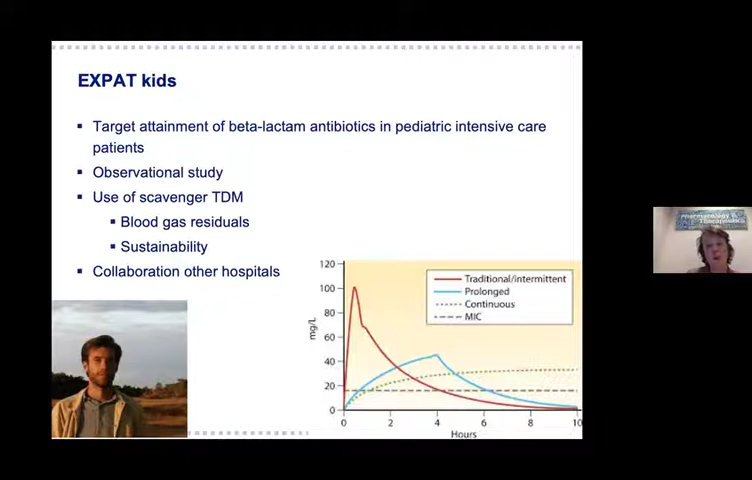 EXPAT kids
▪ Target attainment of beta-lactam antibiotics in pediatric intensive care
patients
▪ Observational study
▪ Use of scavenger TDM
▪ Blood gas residuals
▪ Sustainability
▪ Collaboration other hospitals
Pharmacology &
Therapeutics
120
100
80
60
40
20
0
mg/L
Traditional/intermittent
Prolonged
Continuous
MIC
0 2 4 6 8 10
Hours